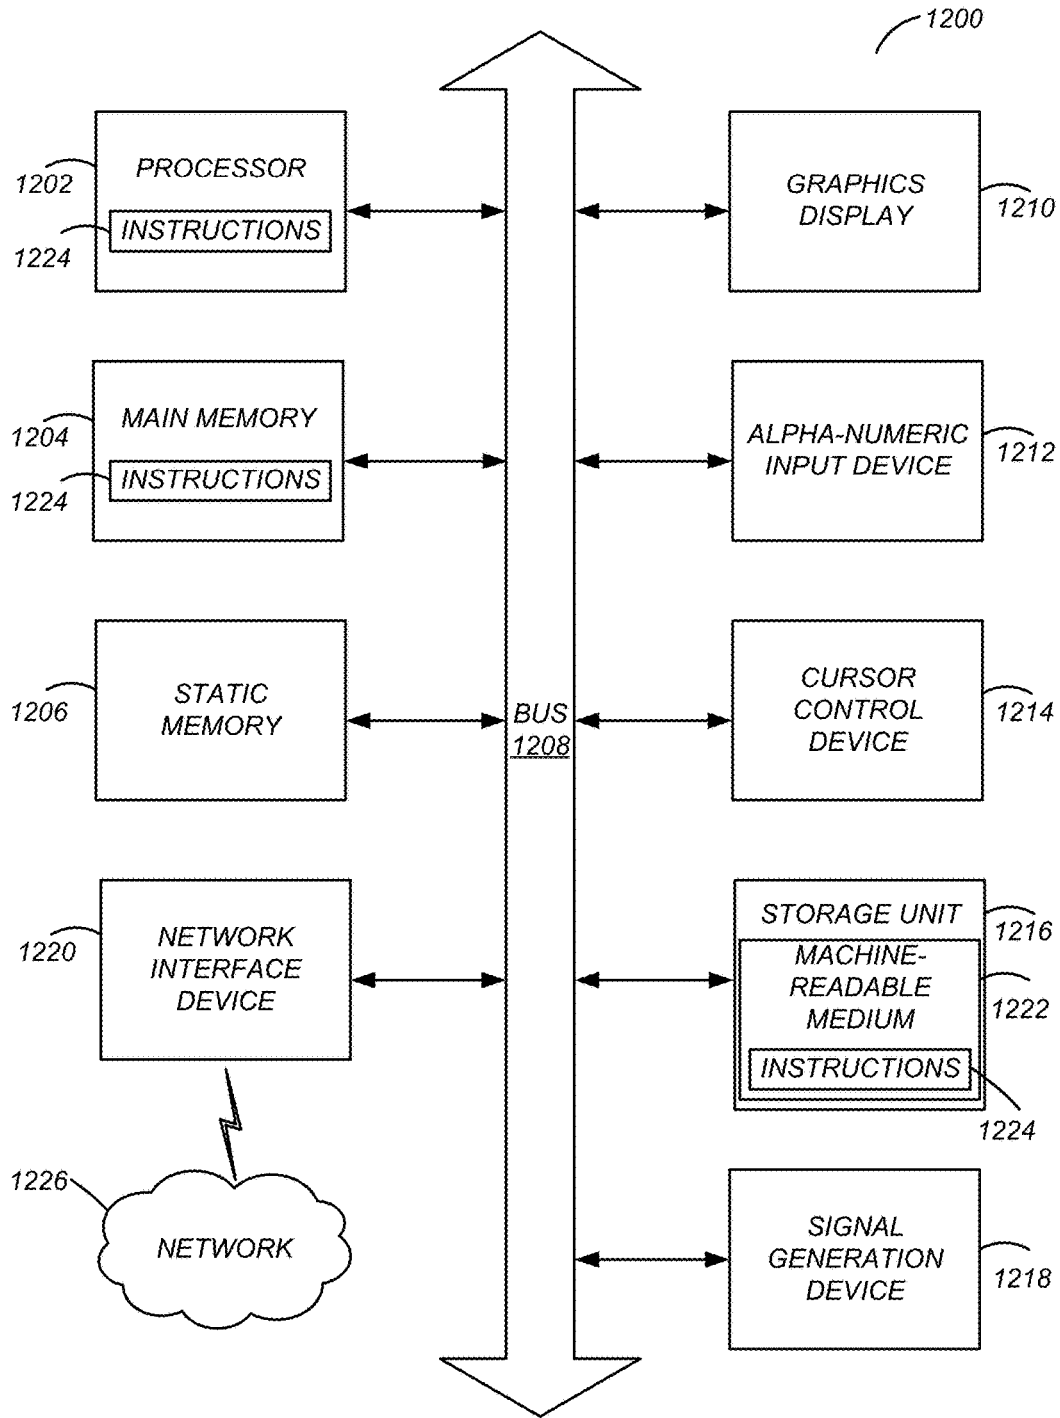 1200
PROCESSOR
1202
INSTRUCTIONS
1224
GRAPHICS
DISPLAY
1210
MAIN MEMORY
1204
INSTRUCTIONS
1224
ALPHA-NUMERIC
INPUT DEVICE
1212
STATIC
MEMORY
1206
BUS
1208
CURSOR
CONTROL
DEVICE
1214
NETWORK
INTERFACE
DEVICE
1220
STORAGE UNIT
1216
MACHINE-
READABLE
MEDIUM
1222
INSTRUCTIONS
1224
1226
NETWORK
SIGNAL
GENERATION
DEVICE
1218